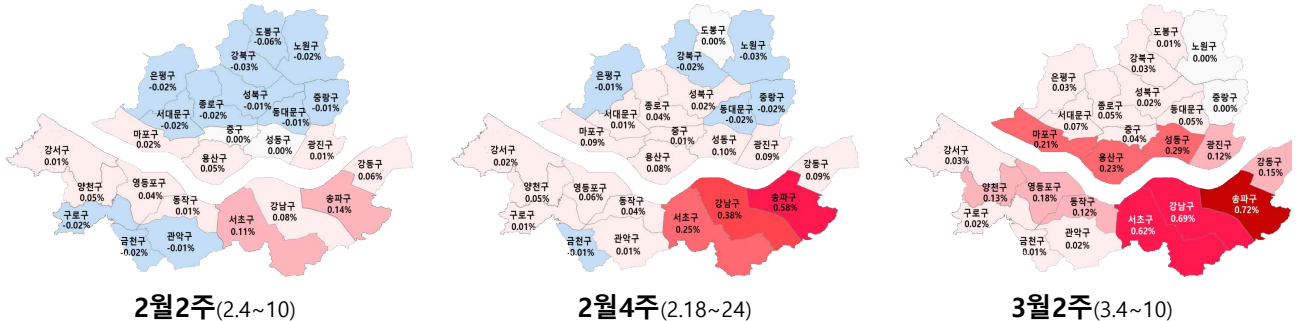 도봉구
-0.06%
노원구
-0.02%
강북구
-0.03%
은평구
-0.02%
성북구
-0.01%
중랑구
-0.01%
종로구
-0.02%
서대문구
-0.02%
동대문구
-0.01%
마포구
0.02%
중구
0.00%
성동구
0.00%
광진구
0.01%
용산구
0.05%
강서구
0.01%
강동구
0.06%
양천구
0.05%
영등포구
0.04%
동작구
0.01%
강남구
0.08%
송파구
0.14%
구로구
-0.02%
서초구
0.11%
금천구
-0.02%
관악구
-0.01%
2월2주(2.4~10)
도봉구
0.00%
노원구
-0.03%
강북구
-0.02%
은평구
-0.02%
성북구
0.02%
중랑구
-0.02%
종로구
0.04%
서대문구
0.01%
동대문구
-0.02%
마포구
0.09%
중구
0.01%
성동구
0.10%
광진구
0.09%
용산구
0.08%
강서구
0.02%
강동구
0.09%
양천구
0.05%
영등포구
0.06%
동작구
0.04%
강남구
0.38%
송파구
0.58%
구로구
0.01%
서초구
0.25%
금천구
-0.01%
관악구
0.01%
2월4주(2.18~24)
도봉구
0.01%
노원구
0.00%
강북구
0.03%
은평구
0.03%
성북구
0.02%
중랑구
0.00%
종로구
0.05%
서대문구
0.07%
동대문구
0.05%
마포구
0.21%
중구
0.04%
성동구
0.29%
광진구
0.12%
용산구
0.23%
강서구
0.03%
강동구
0.15%
양천구
0.13%
영등포구
0.18%
동작구
0.12%
강남구
0.69%
송파구
0.72%
구로구
0.02%
서초구
0.62%
금천구
0.01%
관악구
0.02%
3월2주(3.4~10)